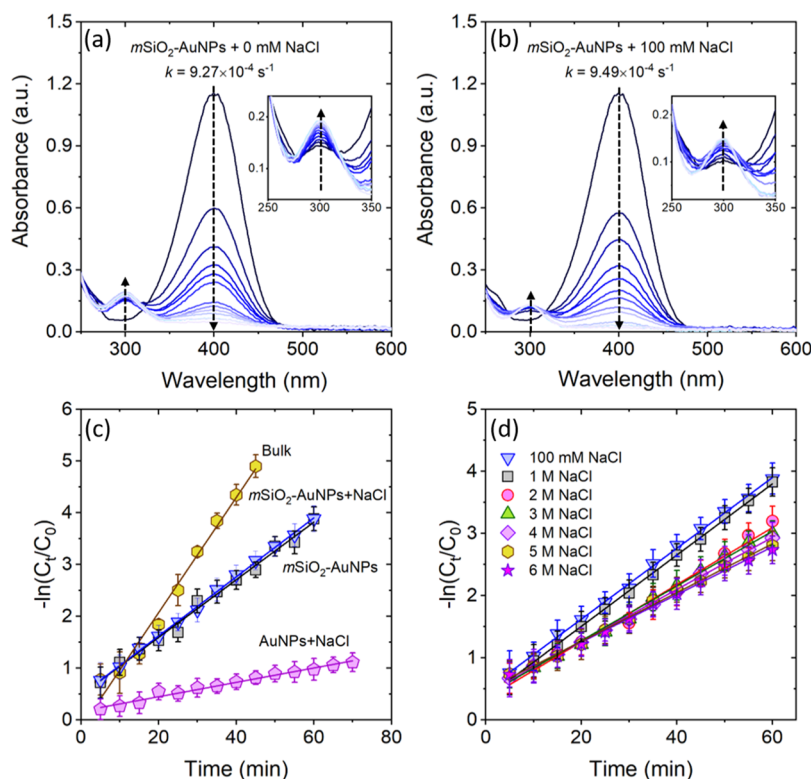 (a)
mSiO₂-AuNPs + 0 mM NaCl
k = 9.27×10⁻⁴ s⁻¹
Absorbance (a.u.)
1.5
1.2
0.9
0.6
0.3
0.0
300
400
500
600
Wavelength (nm)
0.2
0.1
250
300
350
(b)
mSiO₂-AuNPs + 100 mM NaCl
k = 9.49×10⁻⁴ s⁻¹
Absorbance (a.u.)
1.5
1.2
0.9
0.6
0.3
0.0
300
400
500
600
Wavelength (nm)
0.2
0.1
250
300
350
(c)
Bulk
mSiO₂-AuNPs+NaCl
mSiO₂-AuNPs
AuNPs+NaCl
-ln(Cₜ/C₀)
6
5
4
3
2
1
0
0
20
40
60
80
Time (min)
(d)
100 mM NaCl
1 M NaCl
2 M NaCl
3 M NaCl
4 M NaCl
5 M NaCl
6 M NaCl
-ln(Cₜ/C₀)
5
4
3
2
1
0
0
20
40
60
Time (min)